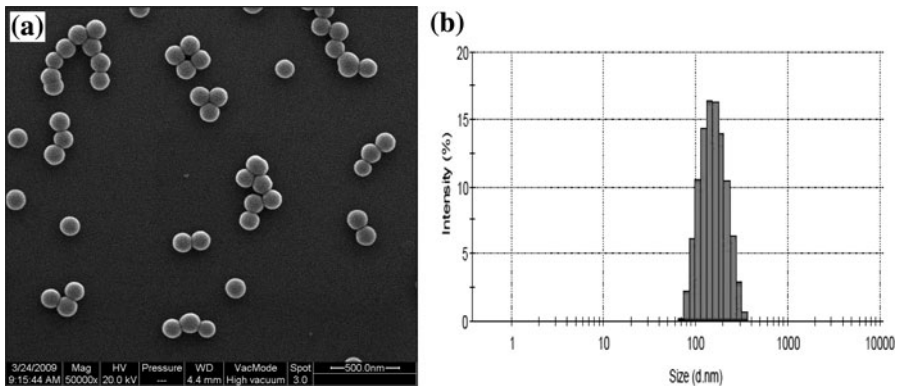 (a)
3/24/2009 Mag HV Pressure WD VacMode Spot 500.0nm
9:15:44 AM 50000x 20.0 kV --- 4.4 mm High vacuum 3.0
(b)
20
15
10
5
0
Intensity (%)
1 10 100 1000 10000
Size (d.nm)